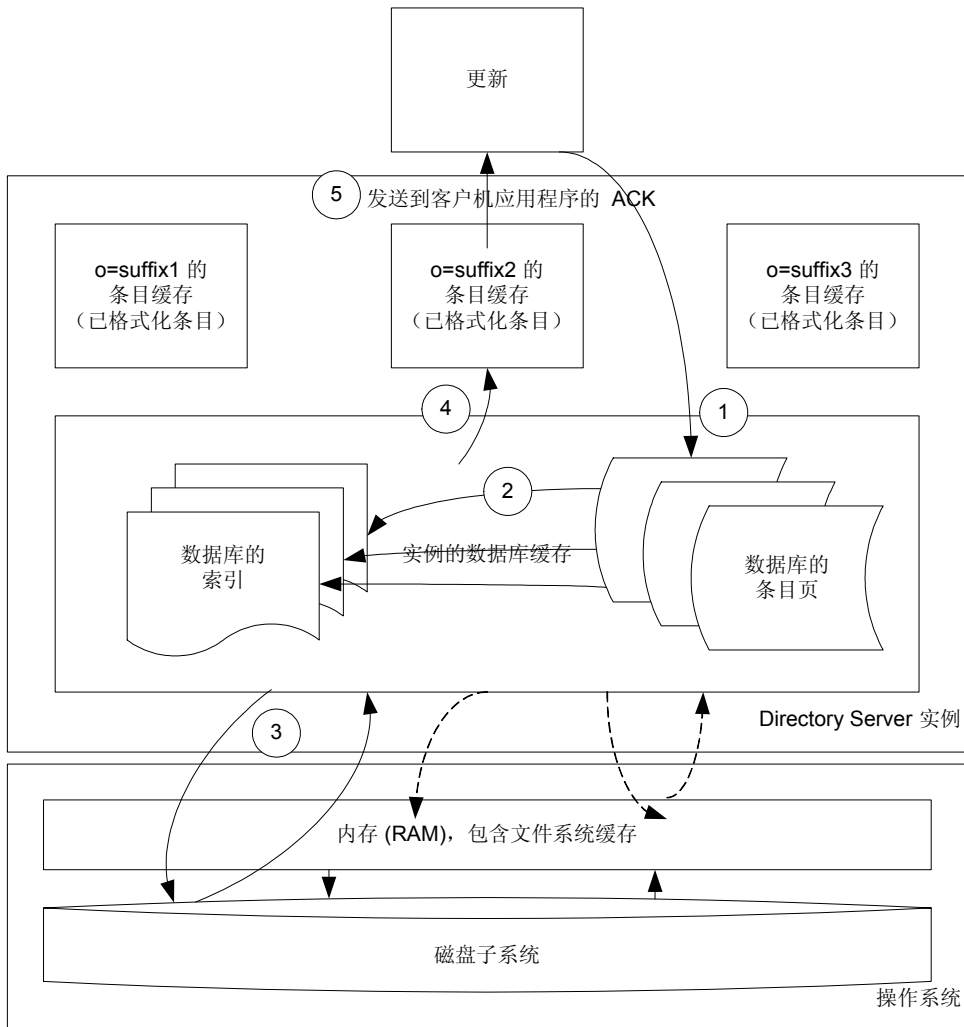 更新
5
发送到客户机应用程序的 ACK
o=suffix1 的
条目缓存
（已格式化条目）
o=suffix2 的
条目缓存
（已格式化条目）
o=suffix3 的
条目缓存
（已格式化条目）
4
1
2
数据库的
索引
实例的数据库缓存
数据库的
条目页
3
Directory Server 实例
内存 (RAM)，包含文件系统缓存
磁盘子系统
操作系统